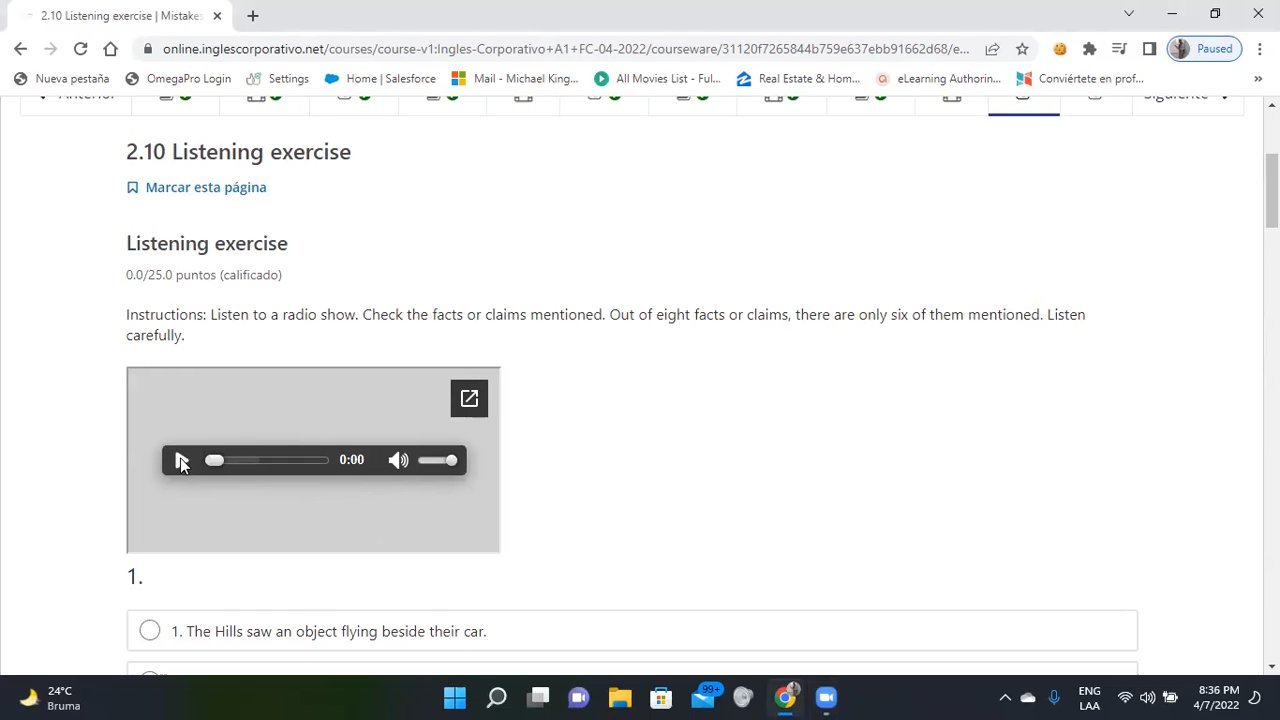 2.10 Listening exercise | Mistakes
online.inglescorporativo.net/courses/course-v1:Ingles-Corporativo+A1+FC-04-2022/courseware/31120f7265844b759e637ebb91662d68/e...
Paused
Nueva pestaña
OmegaPro Login
Settings
Home | Salesforce
Mail - Michael King...
All Movies List - Ful...
Real Estate & Hom...
eLearning Authorin...
Conviértete en prof...
»
Anterior
Siguiente
2.10 Listening exercise
Marcar esta página
Listening exercise
0.0/25.0 puntos (calificado)
Instructions: Listen to a radio show. Check the facts or claims mentioned. Out of eight facts or claims, there are only six of them mentioned. Listen
carefully.
0:00
1.
1. The Hills saw an object flying beside their car.
24°C
Bruma
99+
ENG
LAA
8:36 PM
4/7/2022